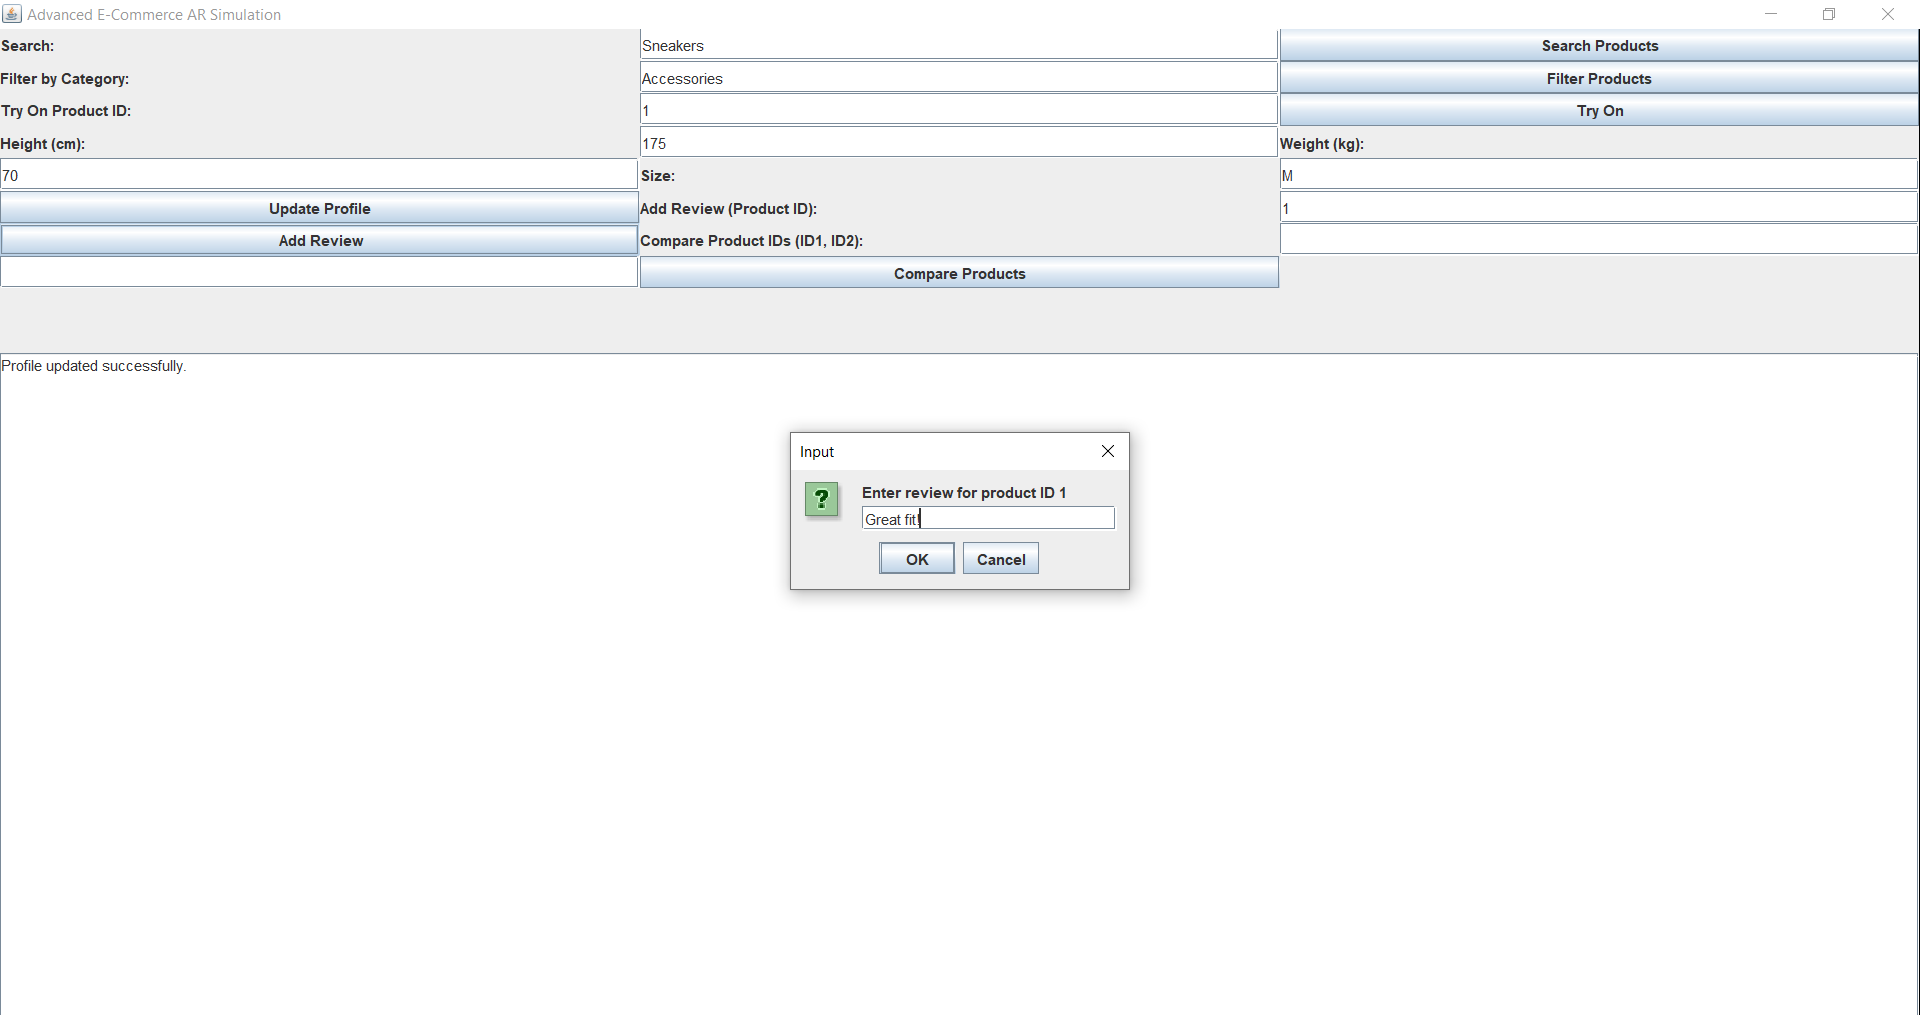 Advanced E-Commerce AR Simulation
Search: Sneakers Search Products
Filter by Category: Accessories Filter Products
Try On Product ID: 1 Try On
Height (cm): 175 Weight (kg):
70 Size: M
Update Profile Add Review (Product ID): 1
Add Review Compare Product IDs (ID1, ID2):
Compare Products
Profile updated successfully.
Input
? Enter review for product ID 1
Great fit!
OK Cancel